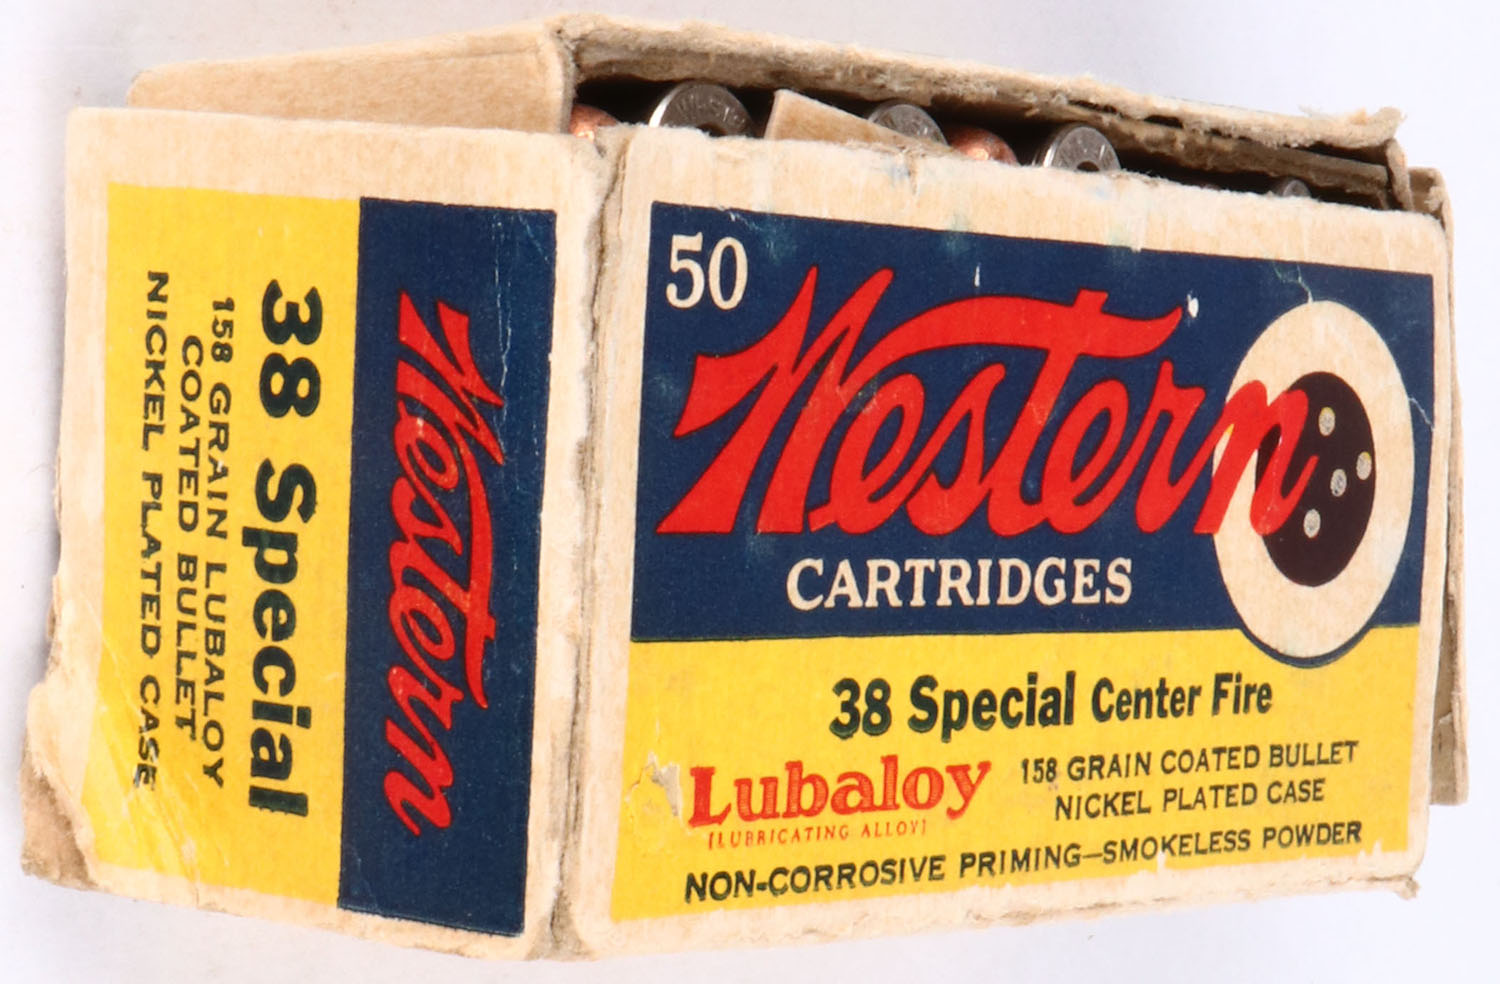 50
Western
CARTRIDGES
38 Special Center Fire
Lubaloy
[LUBRICATING ALLOY]
158 GRAIN COATED BULLET
NICKEL PLATED CASE
NON-CORROSIVE PRIMING—SMOKELESS POWDER
Western
38 Special
158 GRAIN LUBALOY
COATED BULLET
NICKEL PLATED CASE